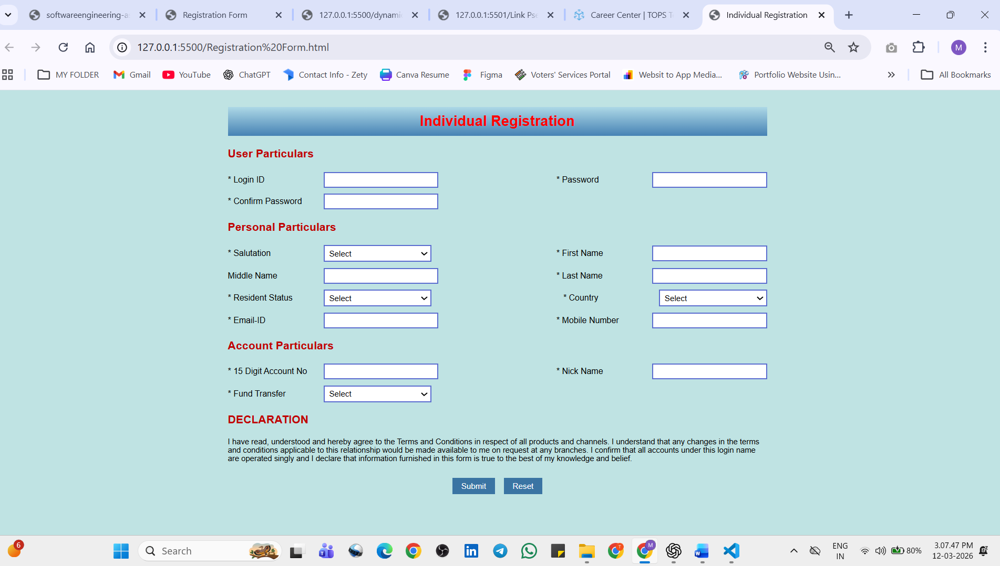 softwareengineering-as
Registration Form
127.0.0.1:5500/dynami
127.0.0.1:5501/Link Pse
Career Center | TOPS T
Individual Registration
127.0.0.1:5500/Registration%20Form.html
M
MY FOLDER
Gmail
YouTube
ChatGPT
Contact Info - Zety
Canva Resume
Figma
Voters' Services Portal
Websit to App Media...
Portfolio Website Usin...
All Bookmarks
Individual Registration
User Particulars
* Login ID
* Password
* Confirm Password
Personal Particulars
* Salutation
Select
* First Name
Middle Name
* Last Name
* Resident Status
Select
* Country
Select
* Email-ID
* Mobile Number
Account Particulars
* 15 Digit Account No
* Nick Name
* Fund Transfer
Select
DECLARATION
I have read, understood and hereby agree to the Terms and Conditions in respect of all products and channels. I understand that any changes in the terms
and conditions applicable to this relationship would be made available to me on request at any branches. I confirm that all accounts under this login name
are operated singly and I declare that information furnished in this form is true to the best of my knowledge and belief.
Submit
Reset
6
Search
T
in
T
M
W
ENG
IN
80%
3.07.47 PM
12-03-2026